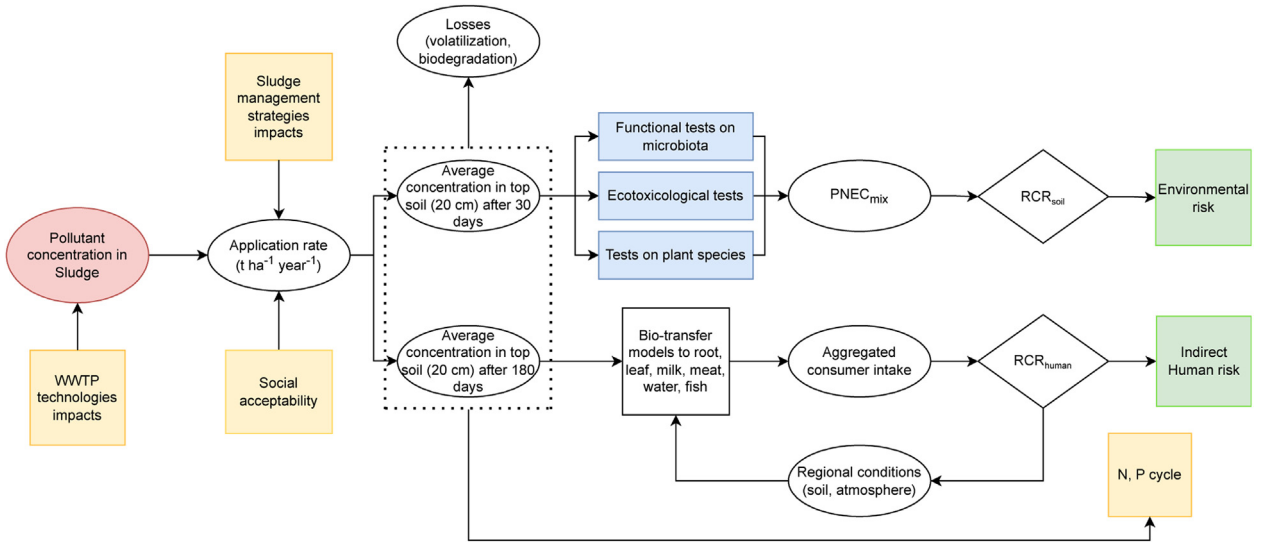 Losses
(volatilization,
biodegradation)
Sludge
management
strategies
impacts
Functional tests on
microbiota
Average
concentration in top
soil (20 cm) after 30
days
Ecotoxicological tests
PNECmix
RCRsoil
Environmental
risk
Pollutant
concentration in
Sludge
Application rate
(t ha-1 year-1)
Tests on plant species
Average
concentration in top
soil (20 cm) after 180
days
Bio-transfer
models to root,
leaf, milk, meat,
water, fish
Aggregated
consumer intake
RCRhuman
Indirect
Human risk
WWTP
technologies
impacts
Social
acceptability
Regional conditions
(soil, atmosphere)
N, P cycle